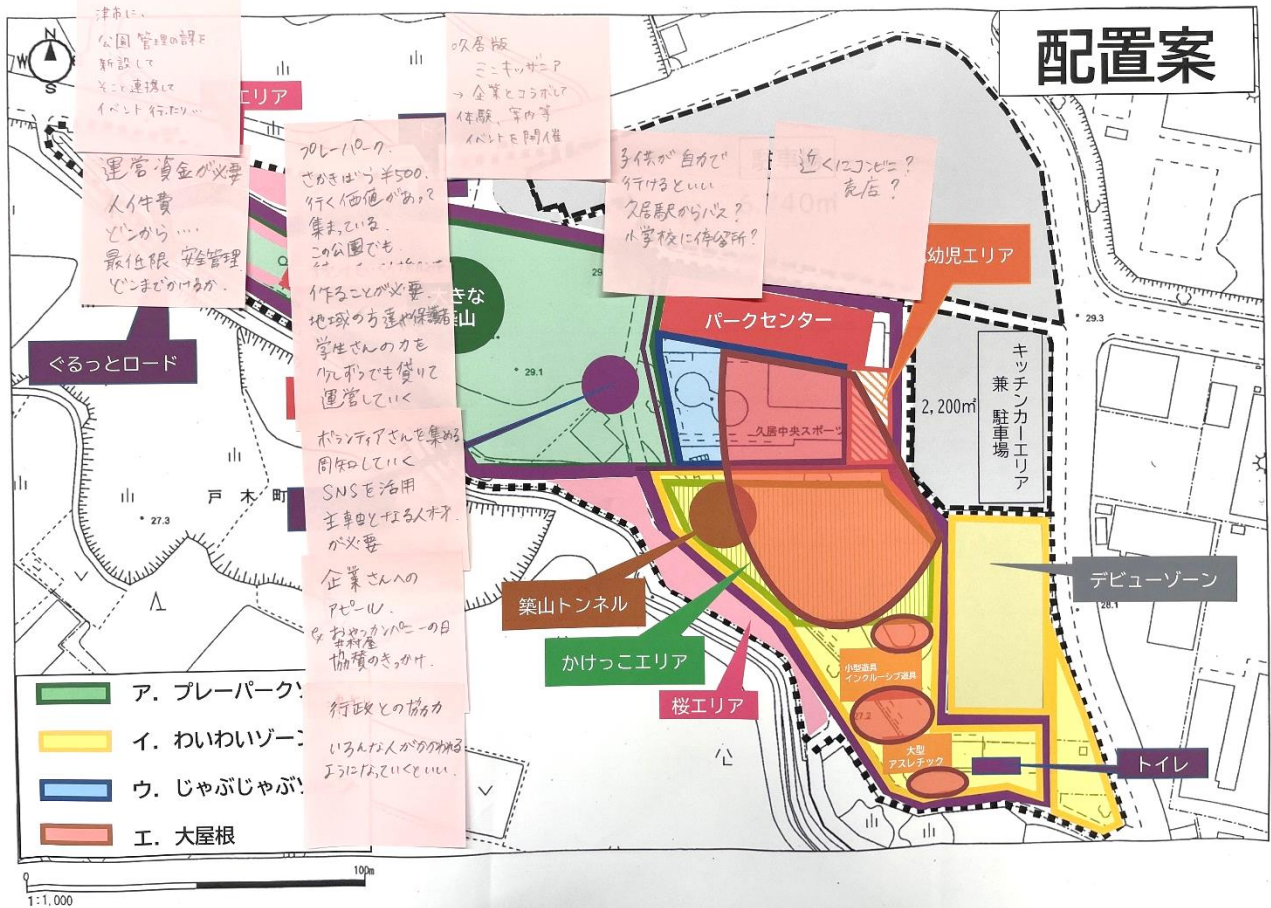 配置案
N
W
S
津市に、
公園管理の課を
新設して
そこと連携して
イベント行ったり…
エリア
運営資金が必要
人件費
どこから….
最低限 安全管理
どこまでかけるか.
プレーパーク.
さかきばら ¥500.
行く価値があって
集まっている.
この公園でも.
作ることが必要.
地域の方達や保護者
学生さんの力を
少しずつでも借りて
運営していく
ボランティアさんを集める
周知していく
SNSを活用
主軸となる人材.
が必要
企業さんへの
アピール.
ex おやつカンパニーの日
井村屋
協賛のきっかけ.
行政との協力
いろんな人がかかわれる
ようになっていくといい.
久居版
ミニキッザニア
→ 企業とコラボして
体験、案内等
イベントを開催
子供が自力で
行けるといい
久居駅からバス?
小学校に停留所?
近くにコンビニ?
売店?
駐車場
40㎡
幼児エリア
パークセンター
きな
築山
29.1
29.3
ぐるっとロード
キッチンカーエリア
兼 駐車場
2,200㎡
久居中央スポーツ
戸木町
27.3
築山トンネル
かけっこエリア
桜エリア
デビューゾーン
28.1
小型遊具
インクルーシブ遊具
27.2
大型
アスレチック
トイレ
ア. プレーパーク
イ. わいわいゾーン
ウ. じゃぶじゃぶ
エ. 大屋根
0
100m
1:1,000